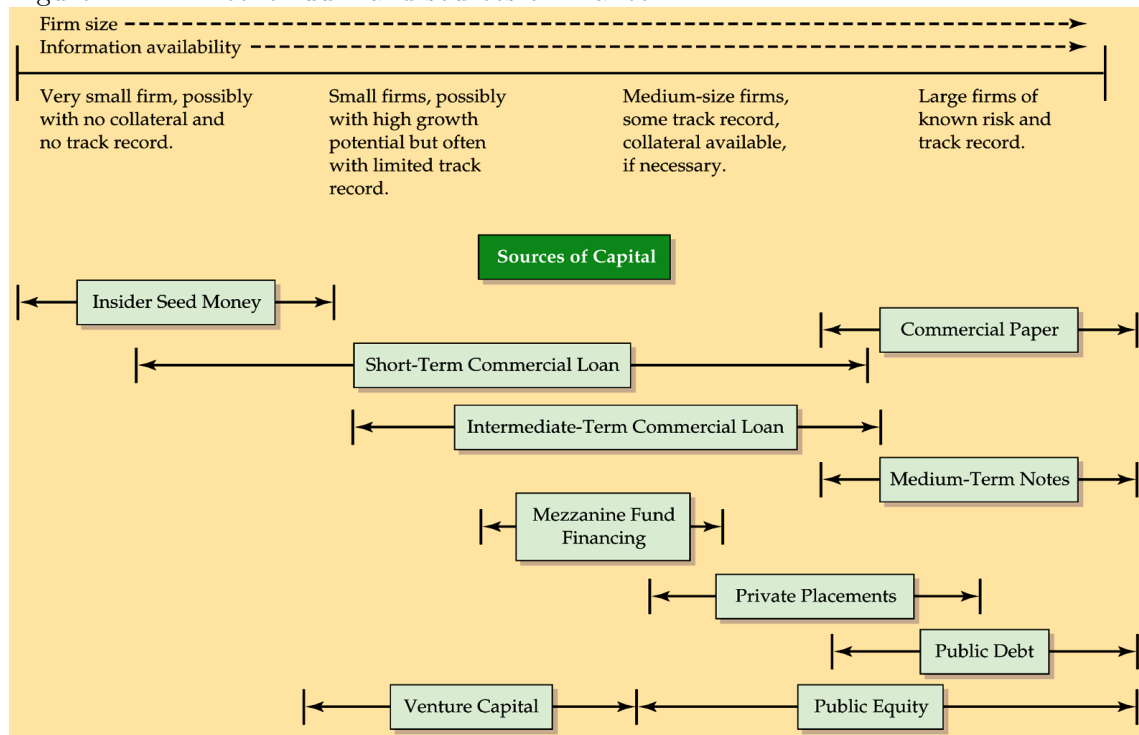 Firm size
Information availability
Very small firm, possibly
with no collateral and
no track record.
Small firms, possibly
with high growth
potential but often
with limited track
record.
Medium-size firms,
some track record,
collateral available,
if necessary.
Large firms of
known risk and
track record.
Sources of Capital
Insider Seed Money
Commercial Paper
Short-Term Commercial Loan
Intermediate-Term Commercial Loan
Medium-Term Notes
Mezzanine Fund
Financing
Private Placements
Public Debt
Venture Capital
Public Equity